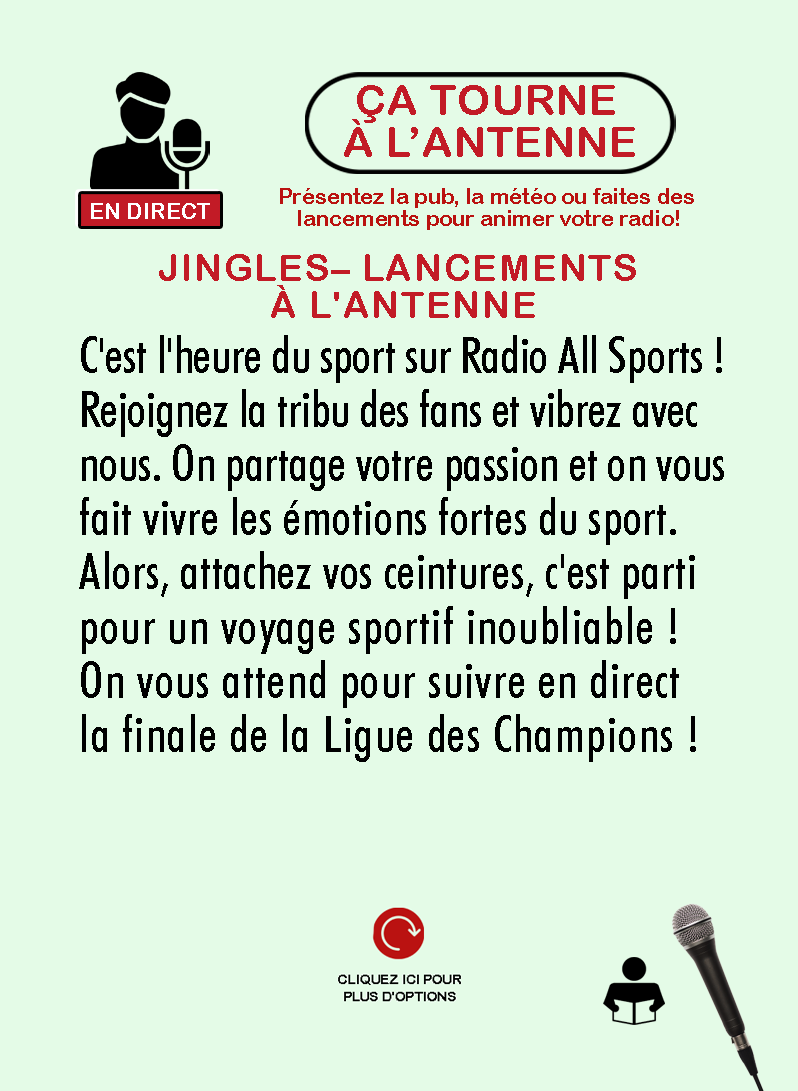 ÇA TOURNE
À L’ANTENNE
EN DIRECT
Présentez la pub, la météo ou faites des
lancements pour animer votre radio!
JINGLES– LANCEMENTS
À L'ANTENNE
C'est l'heure du sport sur Radio All Sports !
Rejoignez la tribu des fans et vibrez avec
nous. On partage votre passion et on vous
fait vivre les émotions fortes du sport.
Alors, attachez vos ceintures, c'est parti
pour un voyage sportif inoubliable !
On vous attend pour suivre en direct
la finale de la Ligue des Champions !
CLIQUEZ ICI POUR
PLUS D'OPTIONS